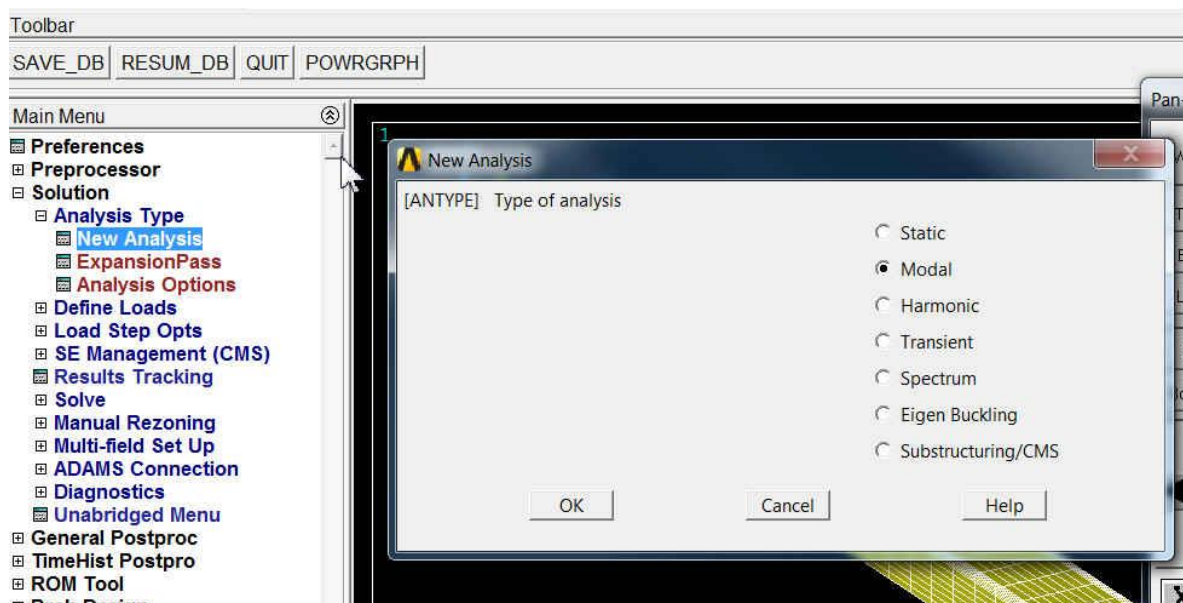 Toolbar
SAVE_DB RESUM_DB QUIT POWRGRPH
Main Menu
Preferences
Preprocessor
Solution
Analysis Type
New Analysis
ExpansionPass
Analysis Options
Define Loads
Load Step Opts
SE Management (CMS)
Results Tracking
Solve
Manual Rezoning
Multi-field Set Up
ADAMS Connection
Diagnostics
Unabridged Menu
General Postproc
TimeHist Postpro
ROM Tool
1
New Analysis
[ANTYPE] Type of analysis
Static
Modal
Harmonic
Transient
Spectrum
Eigen Buckling
Substructuring/CMS
OK Cancel Help
Pan-